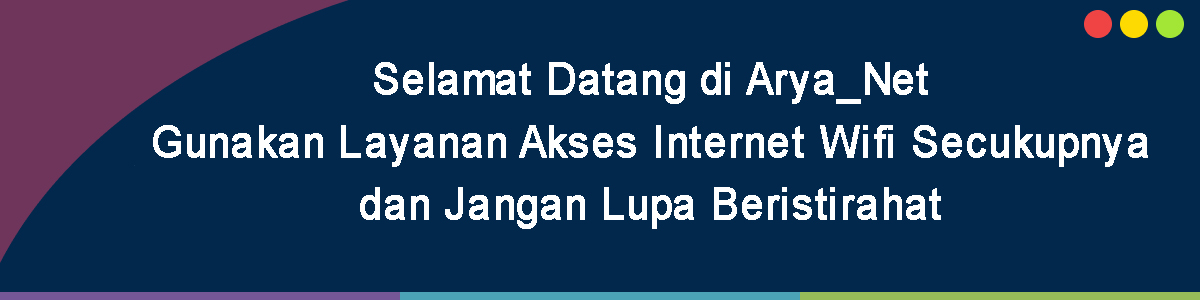 Selamat Datang di Arya_Net
Gunakan Layanan Akses Internet Wifi Secukupnya
dan Jangan Lupa Beristirahat